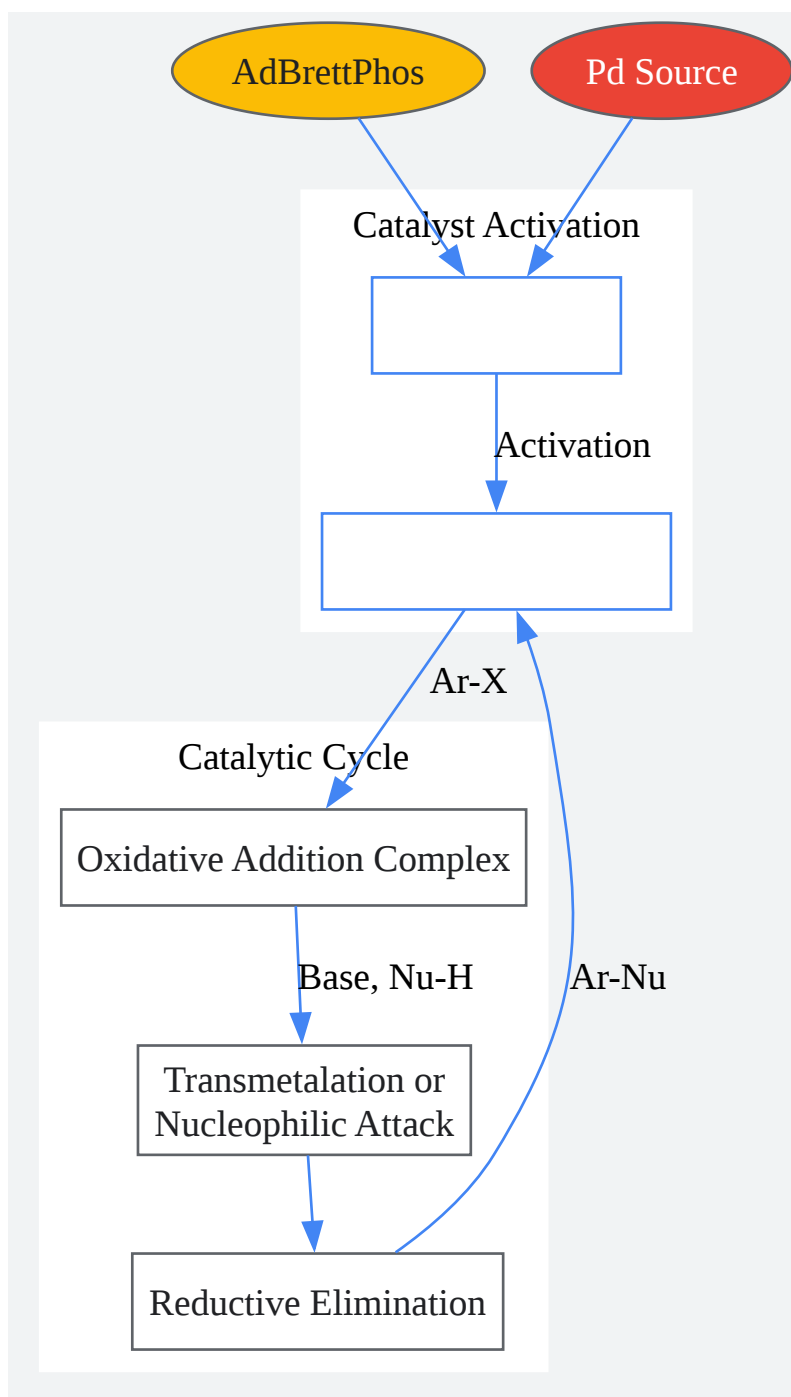 AdBrettPhos
Pd Source
Catalyst Activation
Activation
Ar-X
Catalytic Cycle
Oxidative Addition Complex
Base, Nu-H
Ar-Nu
Transmetalation or
Nucleophilic Attack
Reductive Elimination